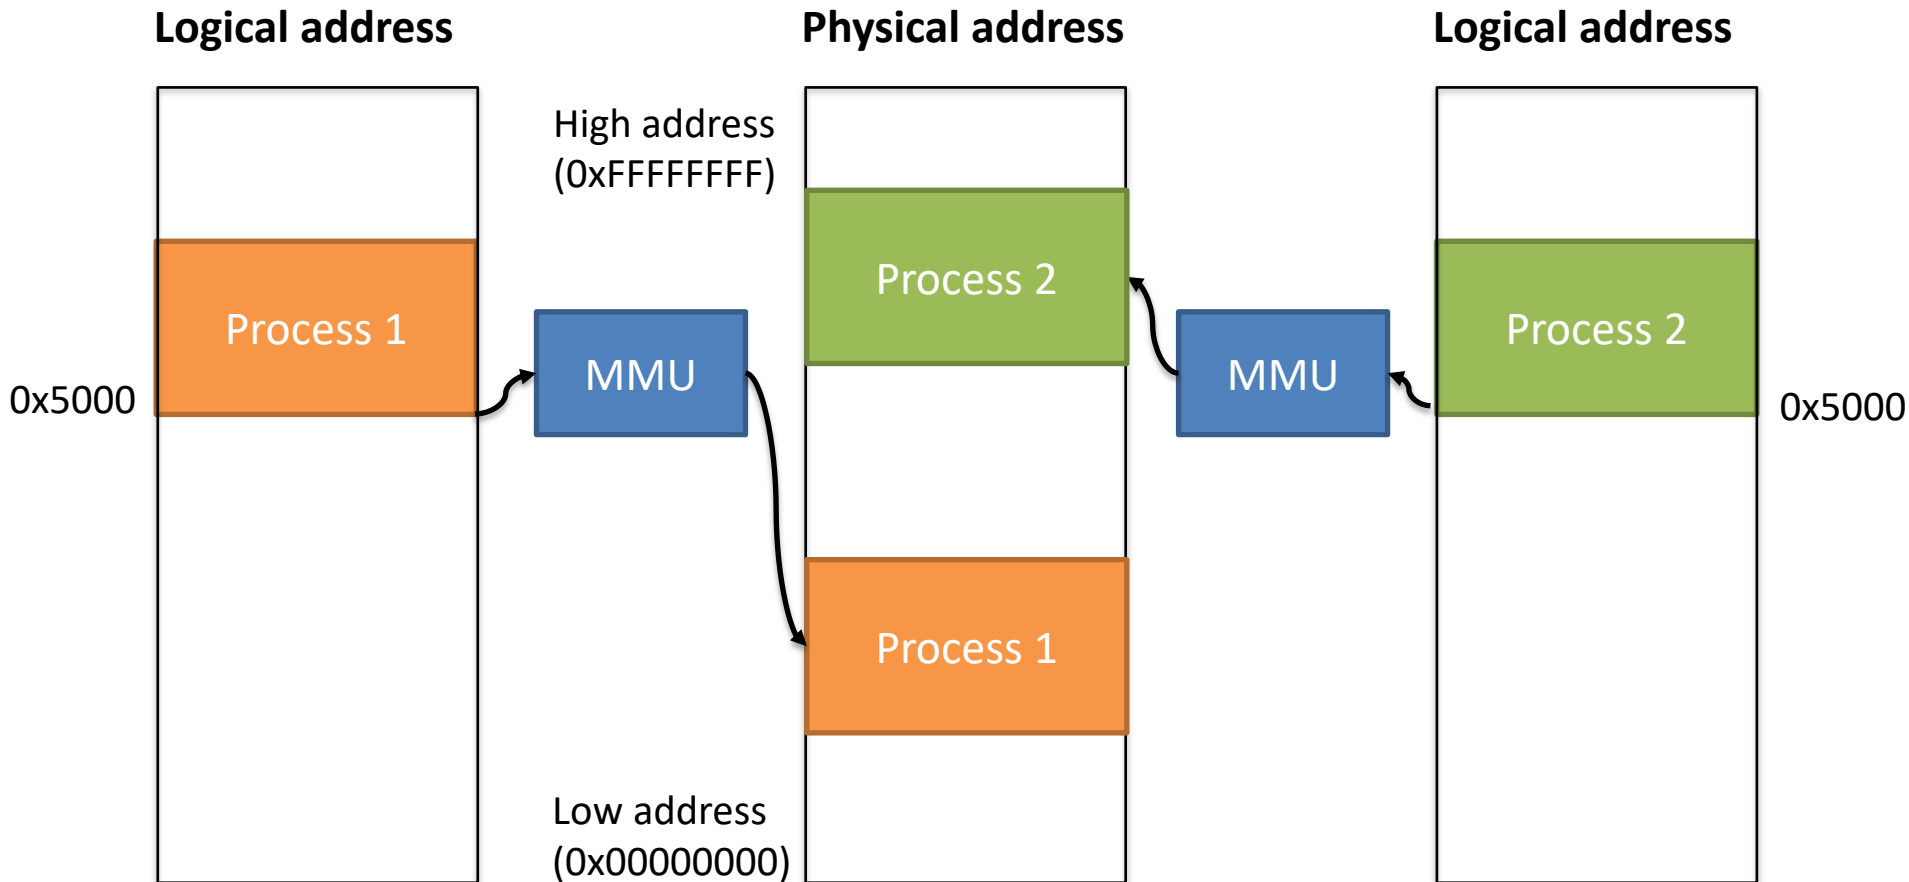 Logical address
Physical address
Logical address
High address
(0xFFFFFFFF)
Process 2
Process 1
MMU
MMU
Process 2
0x5000
0x5000
Process 1
Low address
(0x00000000)